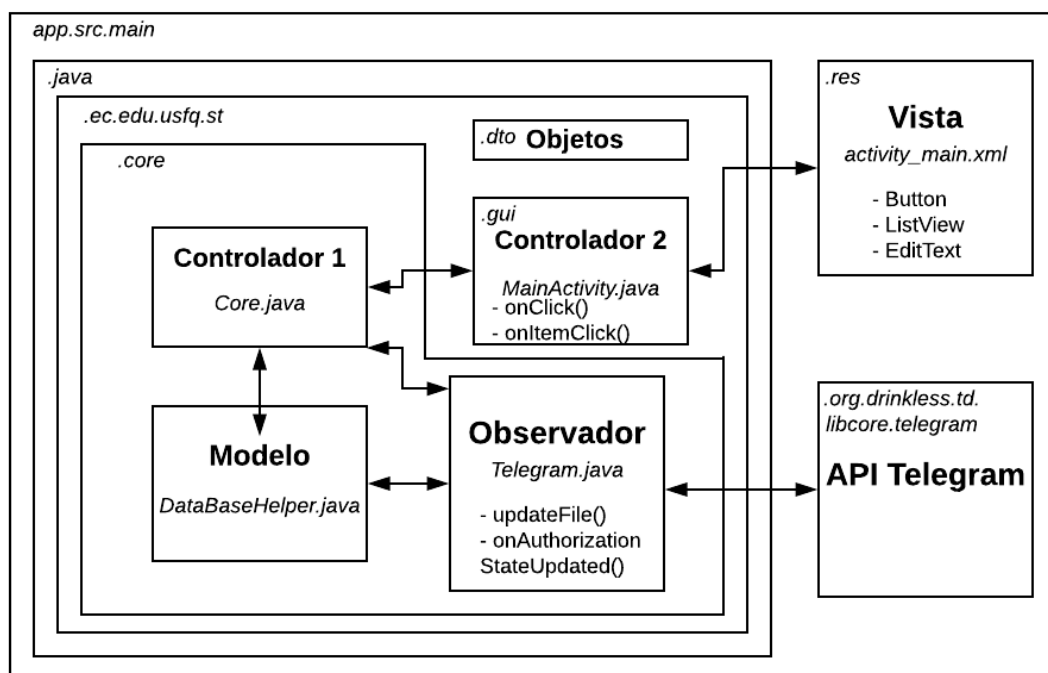 app.src.main
.java
.ec.edu.usfq.st
.core
Controlador 1
Core.java
Modelo
DataBaseHelper.java
.dto Objetos
.gui
Controlador 2
MainActivity.java
- onClick()
- onItemClick()
Observador
Telegram.java
- updateFile()
- onAuthorization
StateUpdated()
.res
Vista
activity_main.xml
- Button
- ListView
- EditText
.org.drinkless.td.
libcore.telegram
API Telegram